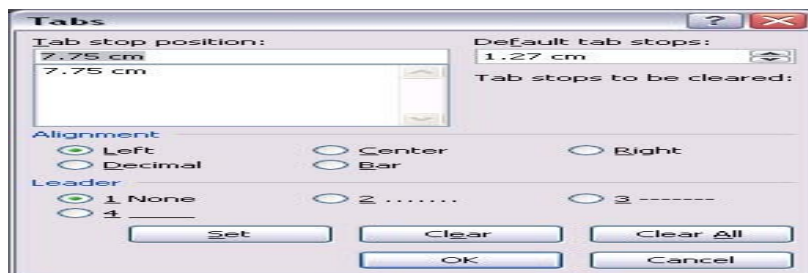 Tabs
Tab stop position: Default tab stops:
7.75 cm 1.27 cm
7.75 cm Tab stops to be cleared:
Alignment
Left Center Right
Decimal Bar
Leader
1 None 2 ....... 3 -------
4 _____
Set Clear Clear All
OK Cancel